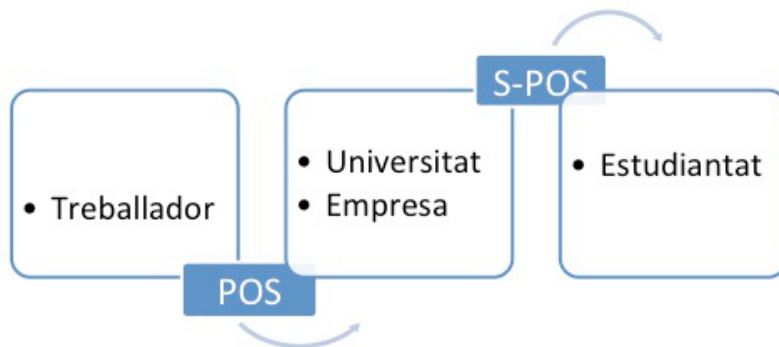 • Treballador
POS
• Universitat
• Empresa
S-POS
• Estudiantat